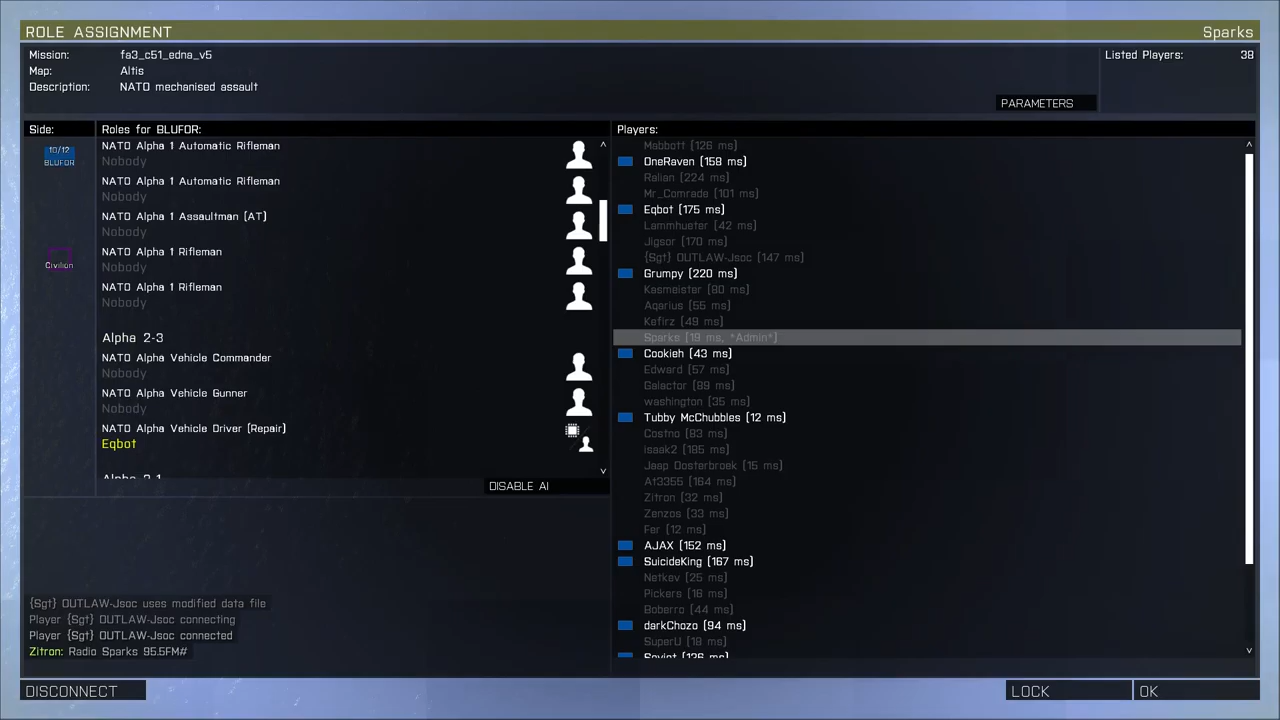 ROLE ASSIGNMENT
Sparks
Mission: fa3_c51_edna_v5
Map: Altis
Description: NATO mechanised assault
Listed Players: 38
PARAMETERS
Side:
10/12
BLUFOR
Civilian
Roles for BLUFOR:
NATO Alpha 1 Automatic Rifleman
Nobody
NATO Alpha 1 Automatic Rifleman
Nobody
NATO Alpha 1 Assaultman (AT)
Nobody
NATO Alpha 1 Rifleman
Nobody
NATO Alpha 1 Rifleman
Nobody
Alpha 2-3
NATO Alpha Vehicle Commander
Nobody
NATO Alpha Vehicle Gunner
Nobody
NATO Alpha Vehicle Driver (Repair)
Eqbot
DISABLE AI
Players:
Mabbott (126 ms)
OneRaven (158 ms)
Ralian (224 ms)
Mr_Comrade (101 ms)
Eqbot (175 ms)
Lammhueter (42 ms)
Jigsor (170 ms)
{Sgt} OUTLAW-Jsoc (147 ms)
Grumpy (220 ms)
Kasmeister (80 ms)
Aqarius (55 ms)
Kefirz (49 ms)
Sparks (19 ms, *Admin*)
Cookieh (43 ms)
Edward (57 ms)
Galactor (89 ms)
washington (35 ms)
Tubby McChubbles (12 ms)
Costno (83 ms)
isaak2 (185 ms)
Jaap Oosterbroek (15 ms)
At3355 (164 ms)
Zitron (32 ms)
Zenzos (33 ms)
Fer (12 ms)
AJAX (152 ms)
SuicideKing (167 ms)
Netkev (25 ms)
Pickers (16 ms)
Boberro (44 ms)
darkChozo (94 ms)
SuperU (18 ms)
{Sgt} OUTLAW-Jsoc uses modified data file
Player {Sgt} OUTLAW-Jsoc connecting
Player {Sgt} OUTLAW-Jsoc connected
Zitron: Radio Sparks 95.5FM#
DISCONNECT
LOCK
OK